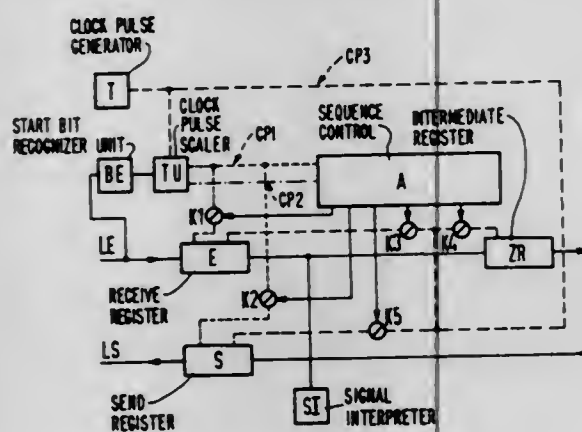 CLOCK PULSE
GENERATOR
T
CP3
CLOCK
PULSE
SCALER
SEQUENCE
CONTROL
INTERMEDIATE
REGISTER
START BIT
RECOGNIZER
UNIT
CP1
BE
TU
A
CP2
K1
LE
E
K3
K4
ZR
RECEIVE
REGISTER
K2
K5
LS
S
SEND
REGISTER
SI
SIGNAL
INTERPRETER